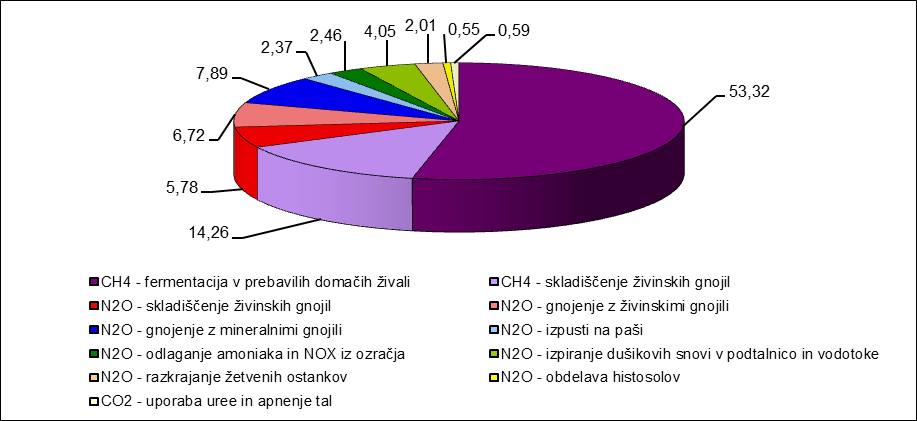 2,01
4,05
0,55
0,59
2,46
2,37
7,89
53,32
6,72
5,78
14,26
CH4 - fermentacija v prebavilih domačih živali
CH4 - skladiščenje živinskih gnojil
N2O - skladiščenje živinskih gnojil
N2O - gnojenje z živinskimi gnojili
N2O - gnojenje z mineralnimi gnojili
N2O - izpusti na paši
N2O - odlaganje amoniaka in NOX iz ozračja
N2O - izpiranje dušikovih snovi v podtalnico in vodotoke
N2O - razkrajanje žetvenih ostankov
N2O - obdelava histosolov
CO2 - uporaba uree in apnenje tal